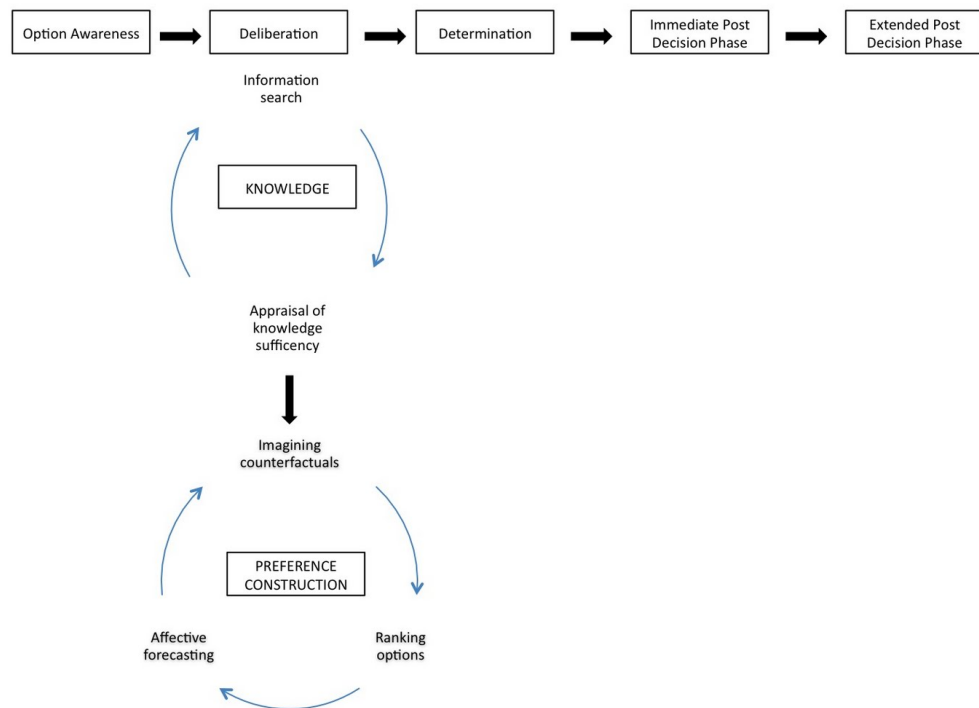 Option Awareness
Deliberation
Determination
Immediate Post
Decision Phase
Extended Post
Decision Phase
Information
search
KNOWLEDGE
Appraisal of
knowledge
sufficency
Imagining
counterfactuals
PREFERENCE
CONSTRUCTION
Affective
forecasting
Ranking
options